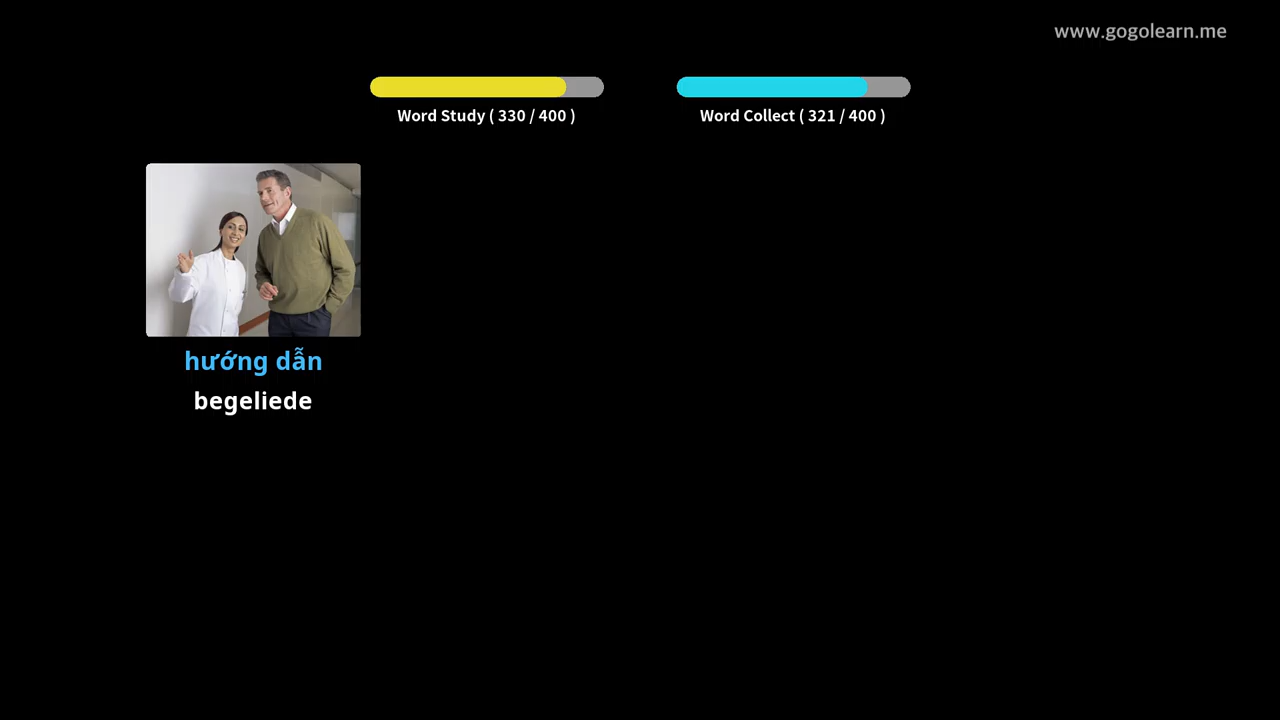 www.gogolearn.me
Word Study ( 330 / 400 )
Word Collect ( 321 / 400 )
hướng dẫn
begeliede